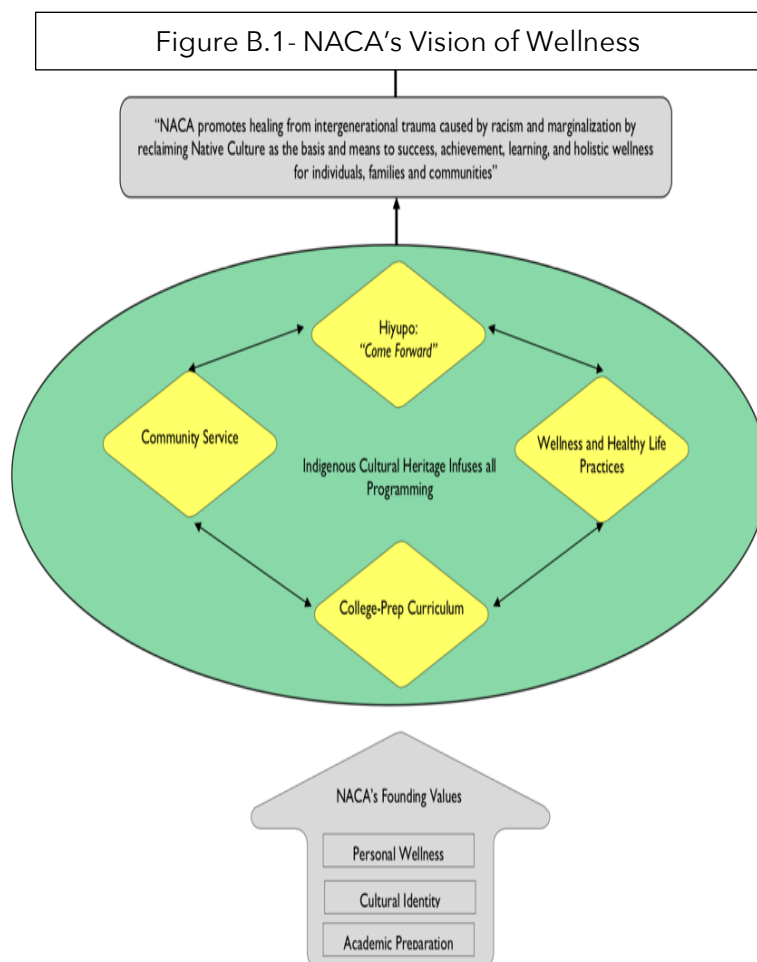 Figure B.1- NACA’s Vision of Wellness
“NACA promotes healing from intergenerational trauma caused by racism and marginalization by
reclaiming Native Culture as the basis and means to success, achievement, learning, and holistic wellness
for individuals, families and communities”
Hiyupo:
“Come Forward”
Community Service
Wellness and Healthy Life
Practices
Indigenous Cultural Heritage Infuses all
Programming
College-Prep Curriculum
NACA’s Founding Values
Personal Wellness
Cultural Identity
Academic Preparation